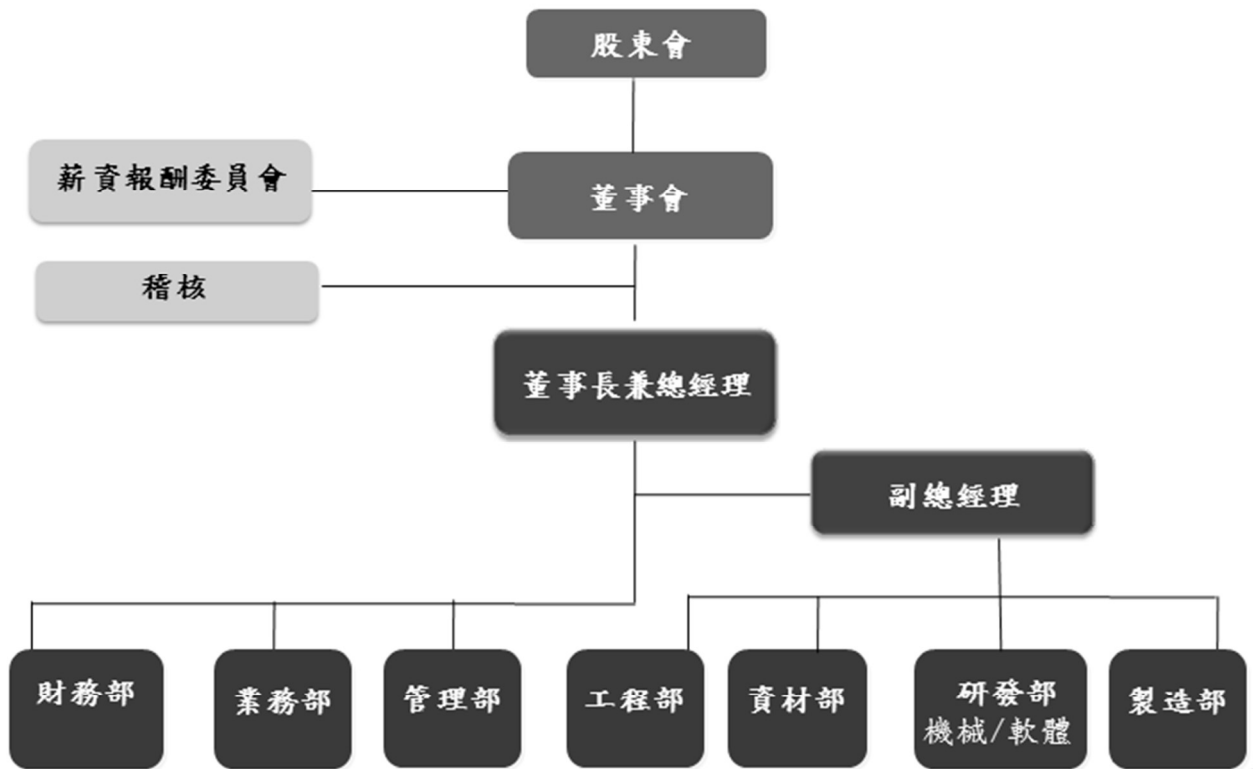 股東會
薪資報酬委員會
董事會
稽核
董事長兼總經理
副總經理
財務部
業務部
管理部
工程部
資材部
研發部
機械/軟體
製造部